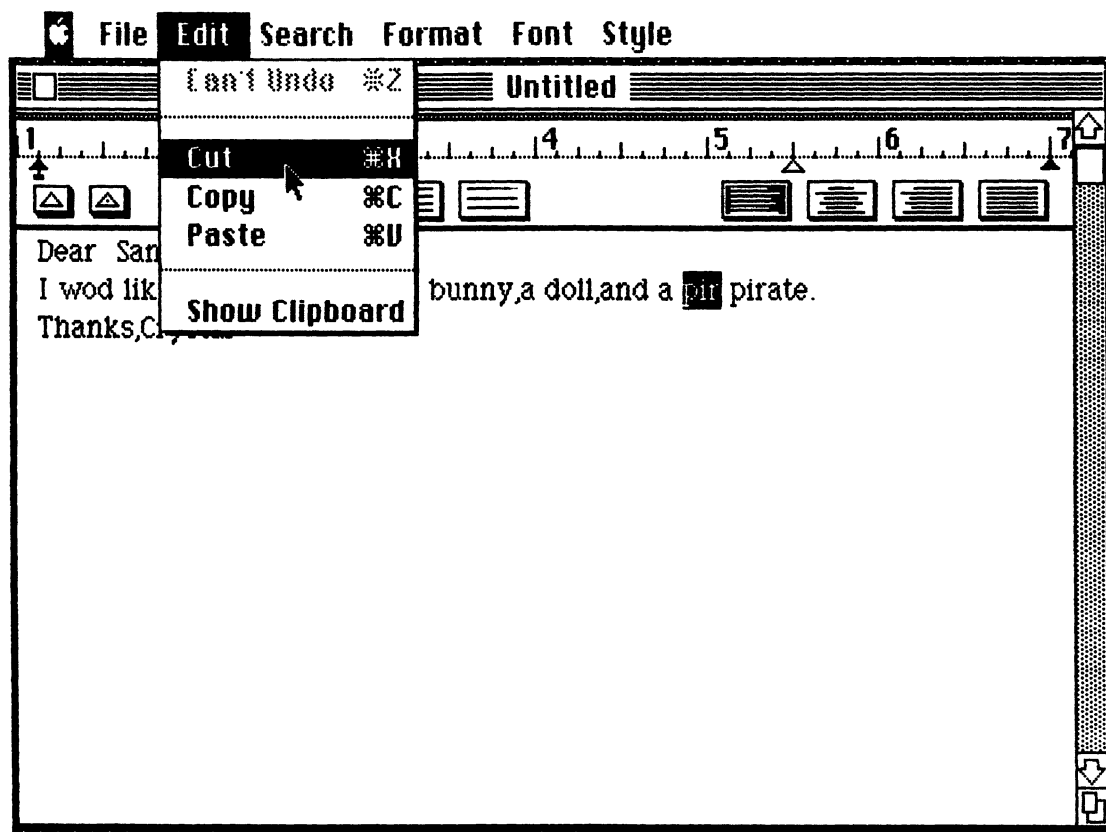 File Edit Search Format Font Style
Untitled
Can't Undo ⌘Z
Cut ⌘X
Copy ⌘C
Paste ⌘V
Show Clipboard
1 4 5 6 7
Dear San
I wod lik bunny,a doll,and a pir pirate.
Thanks,